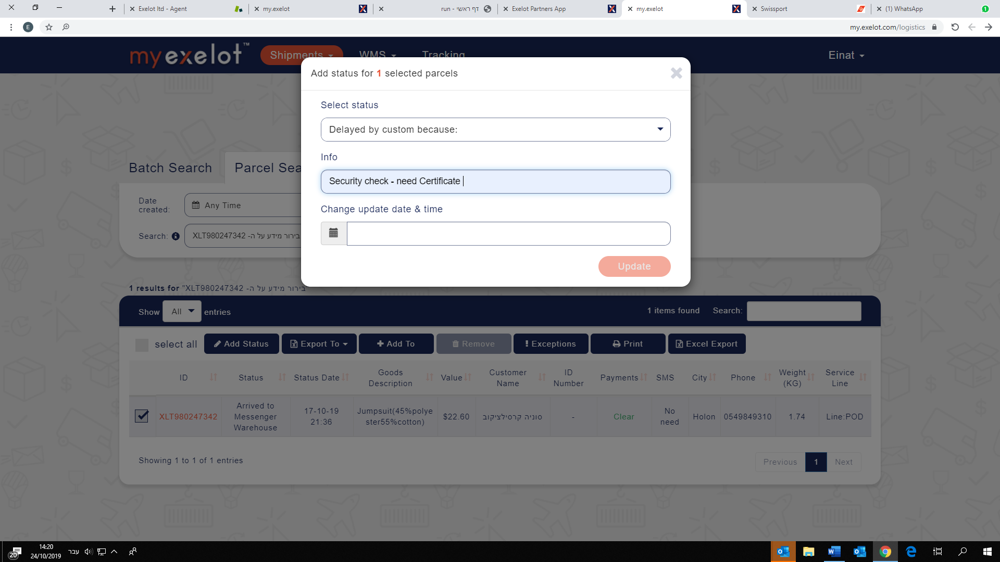 Exelot ltd - Agent
my.exelot
דף ראשי - run
Exelot Partners App
my.exelot
Swissport
(1) WhatsApp
1
E
my.exelot.com/logistics
my exelot™
Shipments
WMS
Tracking
Einat
Add status for 1 selected parcels
Select status
Delayed by custom because:
Info
Security check - need Certificate
Change update date & time
Update
Batch Search
Parcel Sea
Date created:
Any Time
Search:
בירור מידע על ה- XLT980247342
1 results for "XLT980247342 בירור מידע על ה-
Show All entries
1 items found
Search:
select all
Add Status
Export To
Add To
Remove
Exceptions
Print
Excel Export
ID
Status
Status Date
Goods Description
Value
Customer Name
ID Number
Payments
SMS
City
Phone
Weight (KG)
Service Line
XLT980247342
Arrived to Messenger Warehouse
17-10-19 21:36
Jumpsuit(45%polyester55%cotton)
$22.60
סוניה קרסילציקוב
-
Clear
No need
Holon
0549849310
1.74
Line:POD
Showing 1 to 1 of 1 entries
Previous
1
Next
20
14:20
24/10/2019
עבר